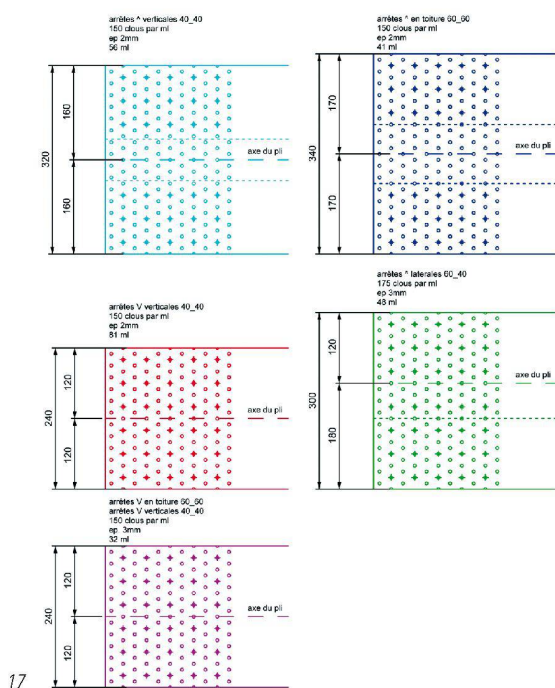 arrêtes ^ verticales 40_40
150 clous par ml
ep 2mm
56 ml
320
160
160
axe du pli
arrêtes ^ en toiture 60_60
150 clous par ml
ep 2mm
41 ml
340
170
170
axe du pli
arrêtes V verticales 40_40
150 clous par ml
ep 2mm
81 ml
240
120
120
axe du pli
arrêtes ^ laterales 60_40
175 clous par ml
ep 3mm
48 ml
300
120
180
axe du pli
arrêtes V en toiture 60_60
arrêtes V verticales 40_40
150 clous par ml
ep 3mm
32 ml
240
120
120
axe du pli
17